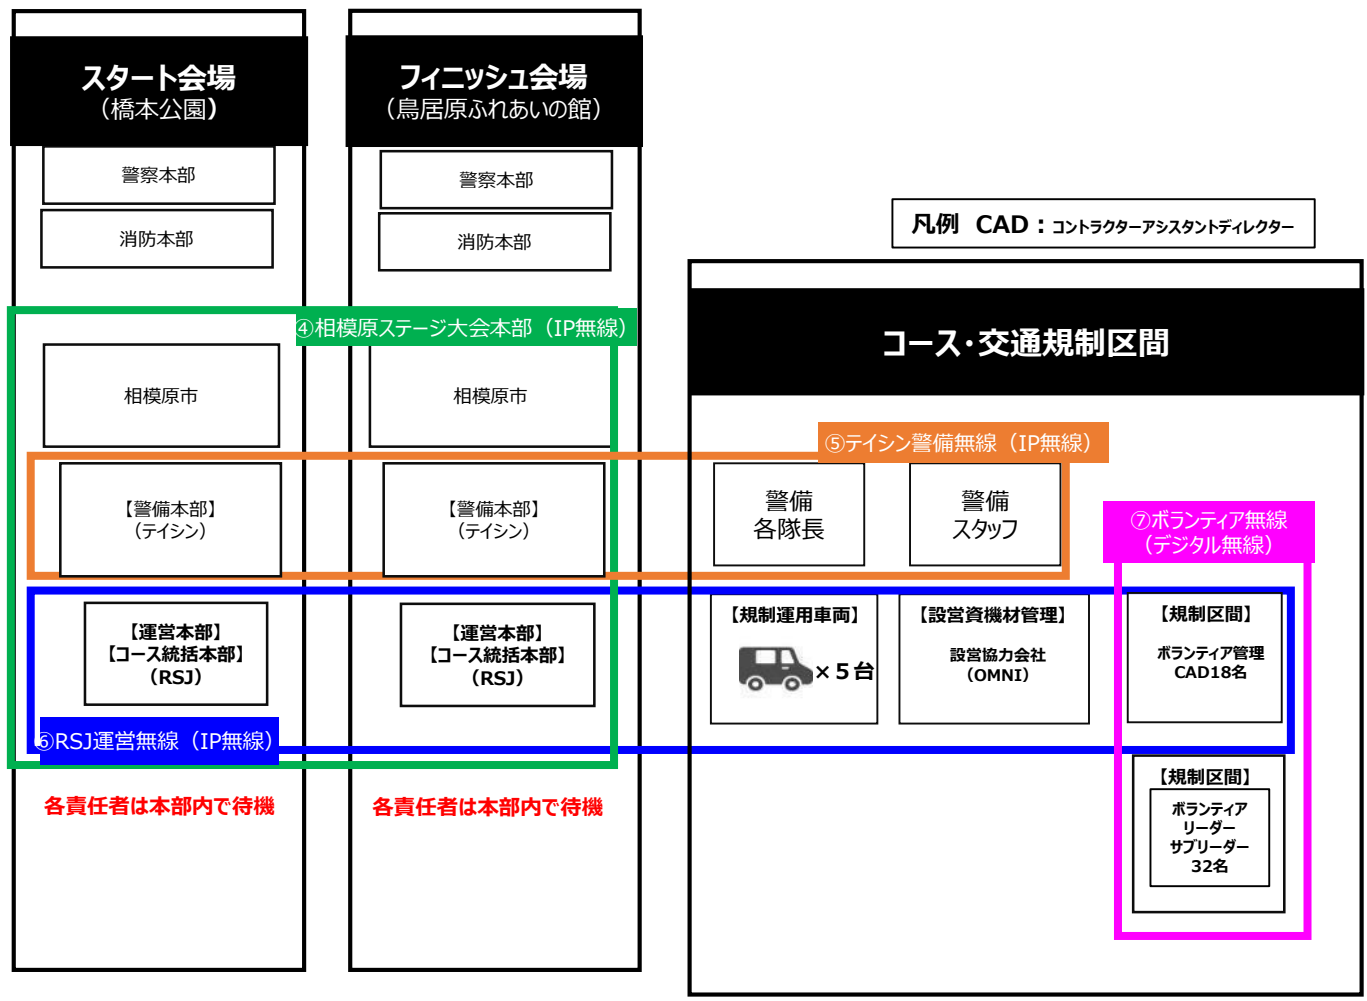 スタート会場
（橋本公園）
警察本部
消防本部
フィニッシュ会場
（鳥居原ふれあいの館）
警察本部
消防本部
凡例 CAD：コントラクターアシスタントディレクター
コース・交通規制区間
④相模原ステージ大会本部（IP無線）
相模原市
相模原市
⑤テイシン警備無線（IP無線）
【警備本部】
（テイシン）
【警備本部】
（テイシン）
警備
各隊長
警備
スタッフ
⑦ボランティア無線
（デジタル無線）
【運営本部】
【コース統括本部】
（RSJ）
【運営本部】
【コース統括本部】
（RSJ）
【規制運用車両】
×５台
【設営資機材管理】
設営協力会社
（OMNI）
【規制区間】
ボランティア管理
CAD18名
⑥RSJ運営無線（IP無線）
【規制区間】
ボランティア
リーダー
サブリーダー
32名
各責任者は本部内で待機
各責任者は本部内で待機